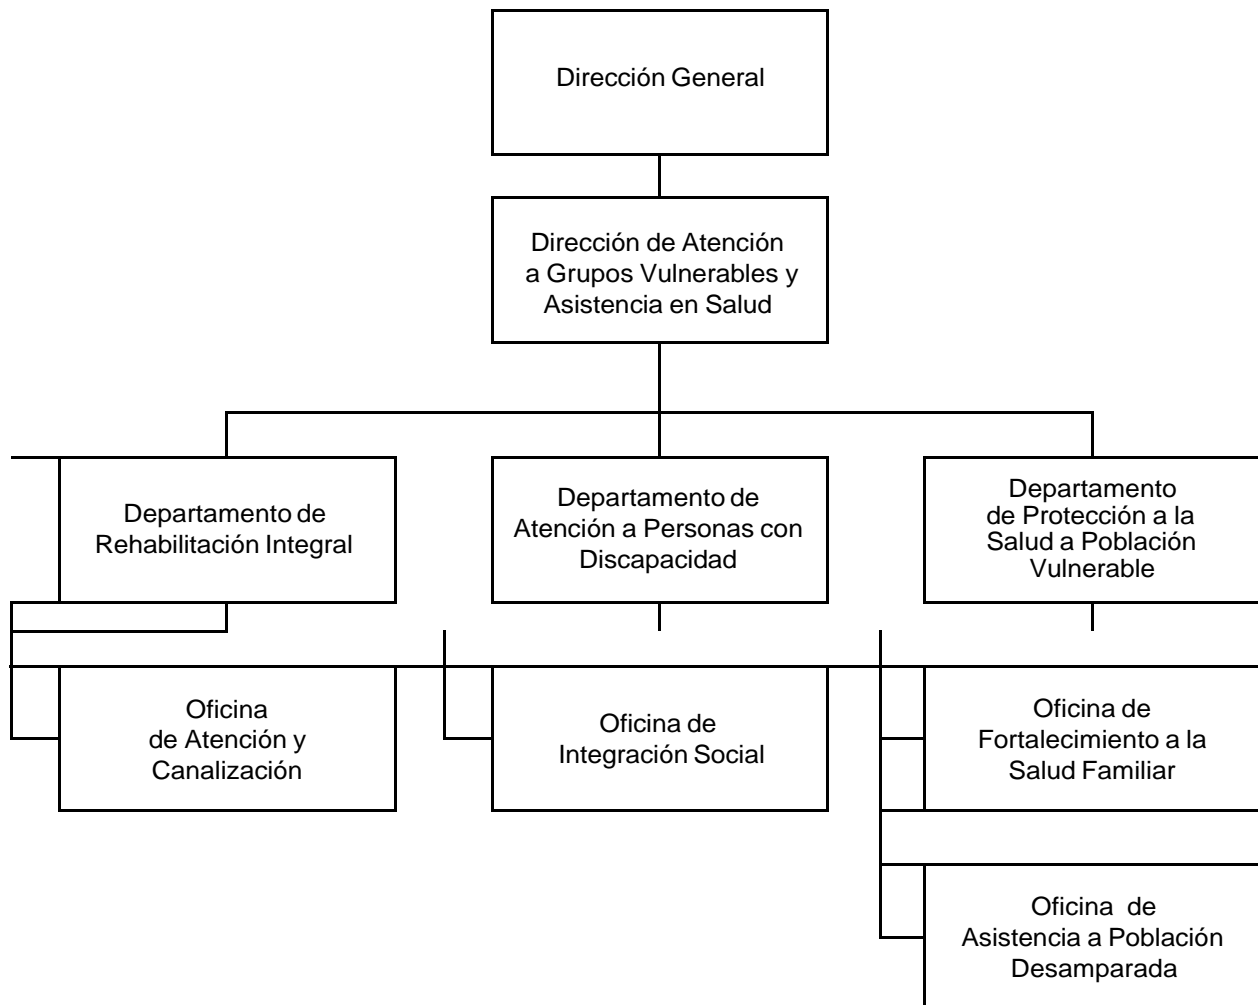 Dirección General
Dirección de Atención
a Grupos Vulnerables y
Asistencia en Salud
Departamento de
Rehabilitación Integral
Departamento de
Atención a Personas con
Discapacidad
Departamento
de Protección a la
Salud a Población
Vulnerable
Oficina
de Atención y
Canalización
Oficina de
Integración Social
Oficina de
Fortalecimiento a la
Salud Familiar
Oficina de
Asistencia a Población
Desamparada